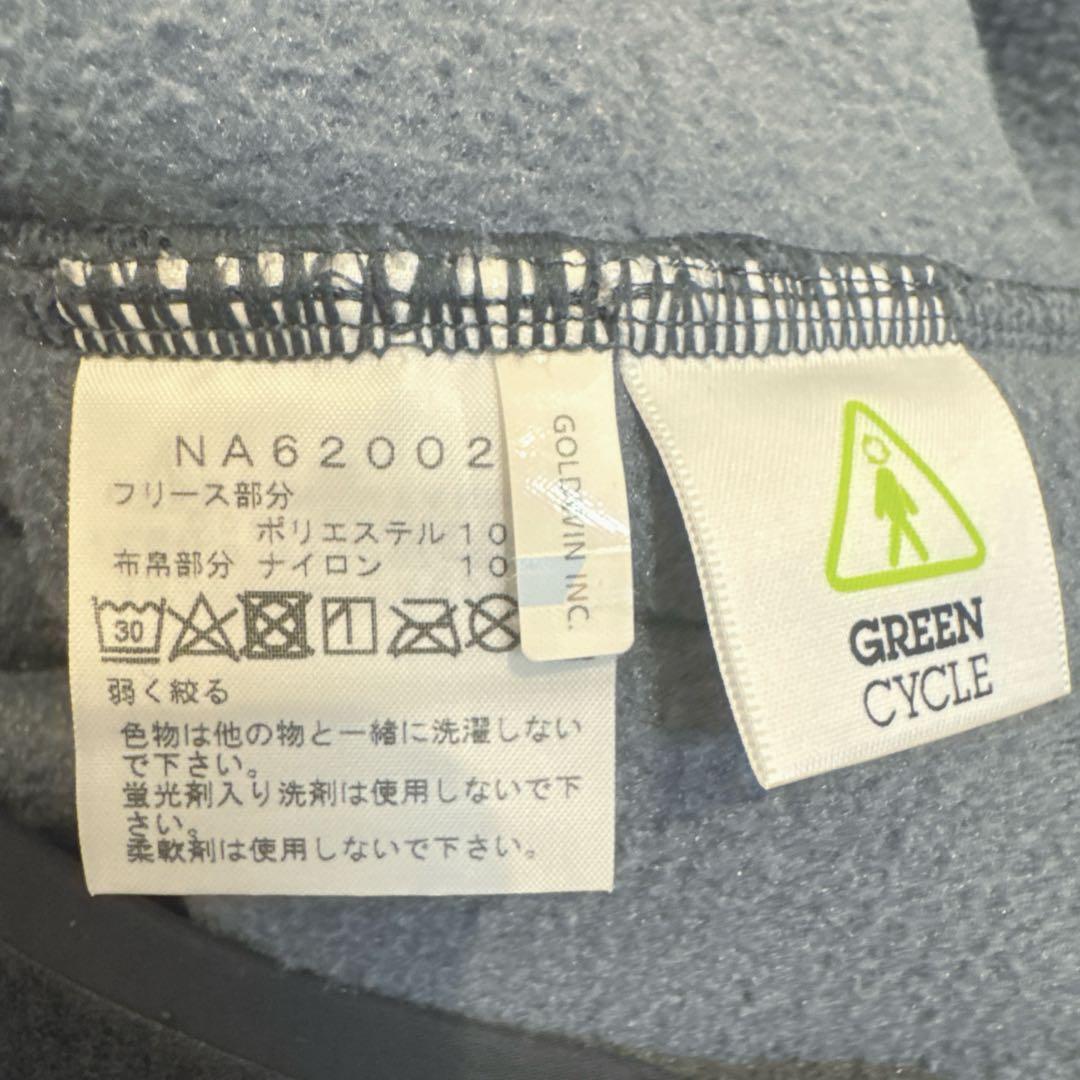 NA62002
フリース部分
ポリエステル10
布帛部分 ナイロン 10
30
弱く絞る
色物は他の物と一緒に洗濯しない
で下さい。
蛍光剤入り洗剤は使用しないで下
さい。
柔軟剤は使用しないで下さい。
GOLDWIN INC.
GREEN
CYCLE